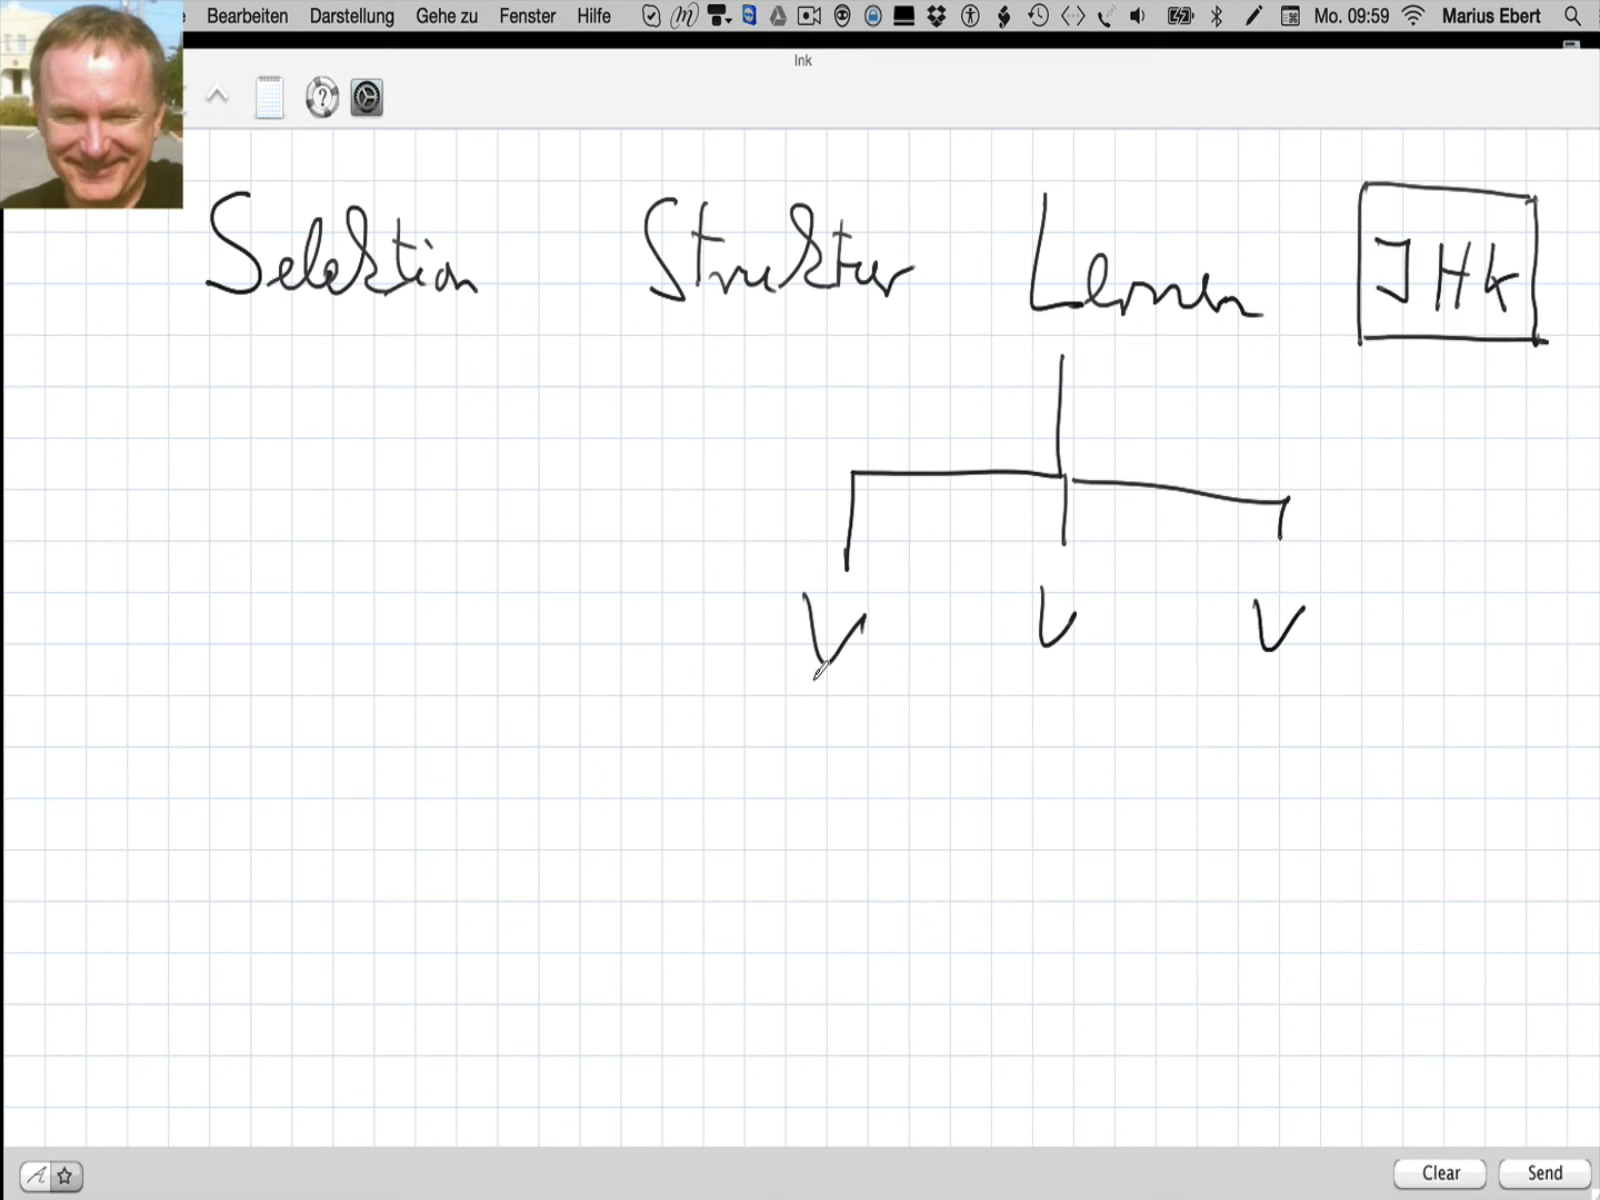 Bearbeiten Darstellung Gehe zu Fenster Hilfe Mo. 09:59 Marius Ebert
Ink
Selektion Struktur Lernen IHK
V V V
Clear Send